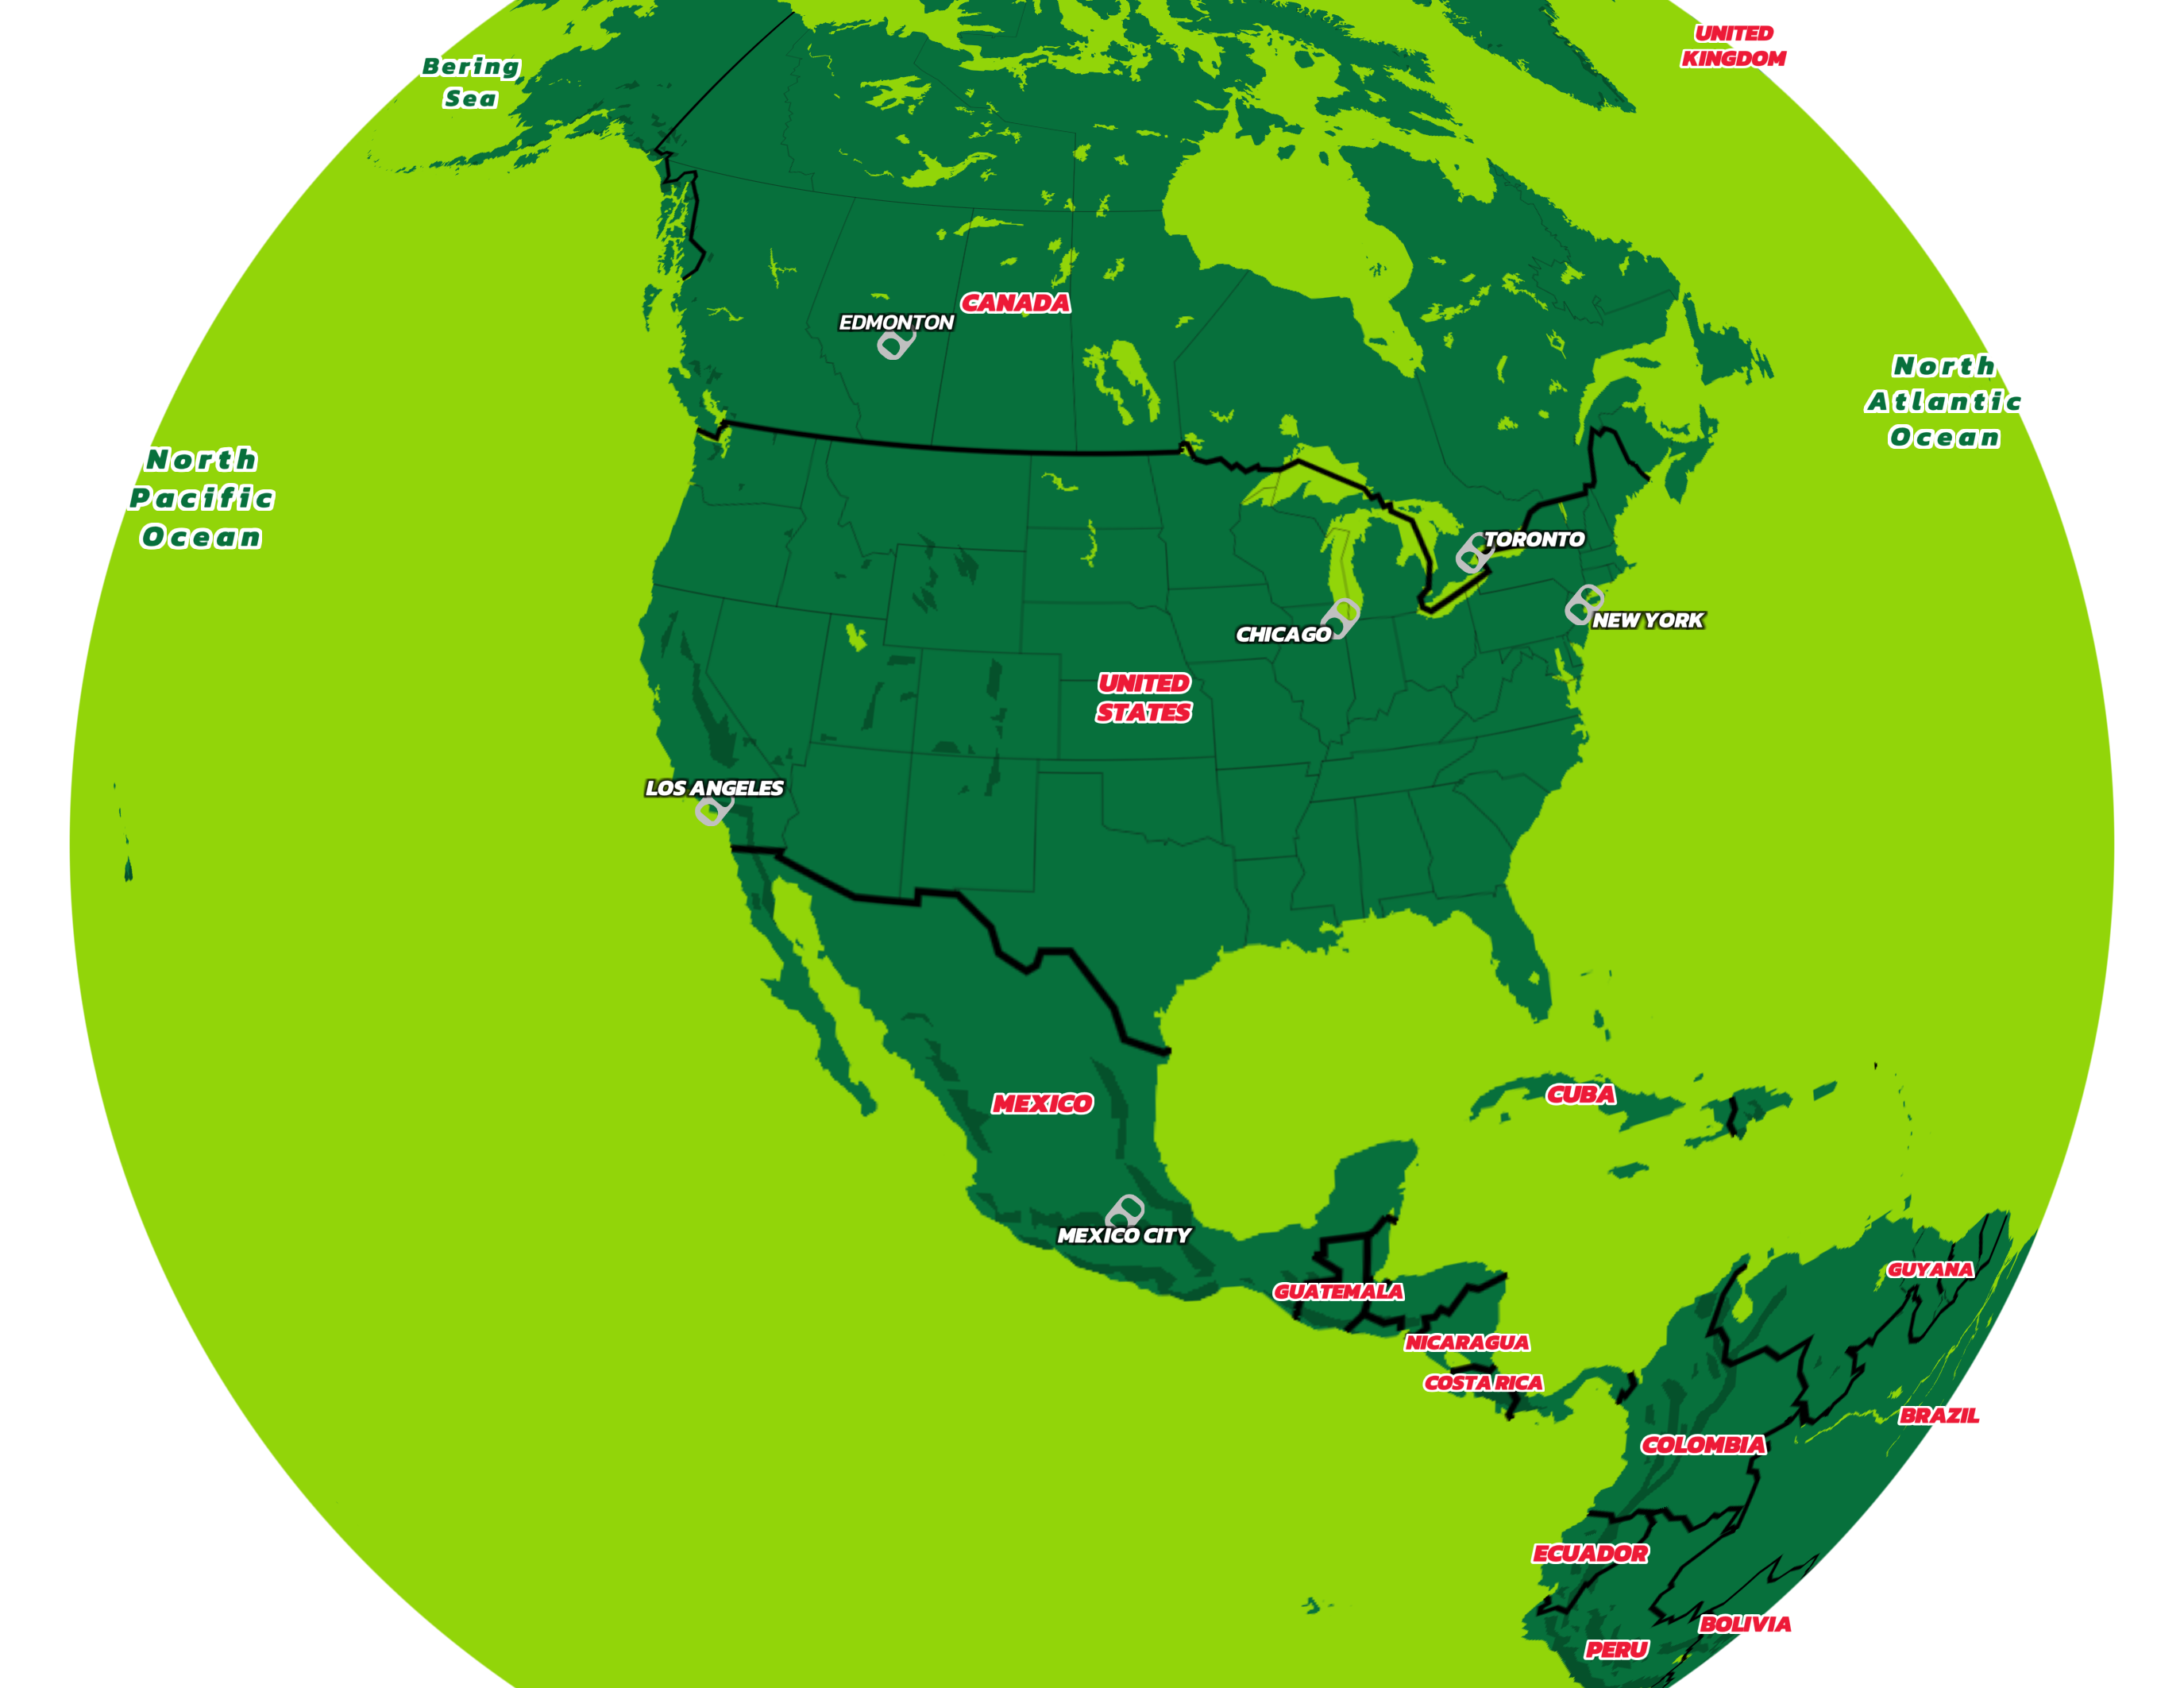 UNITED
KINGDOM
Bering
Sea
CANADA
EDMONTON
North
Atlantic
Ocean
North
Pacific
Ocean
TORONTO
NEW YORK
CHICAGO
UNITED
STATES
LOS ANGELES
CUBA
MEXICO
MEXICO CITY
GUYANA
GUATEMALA
NICARAGUA
COSTA RICA
BRAZIL
COLOMBIA
ECUADOR
BOLIVIA
PERU